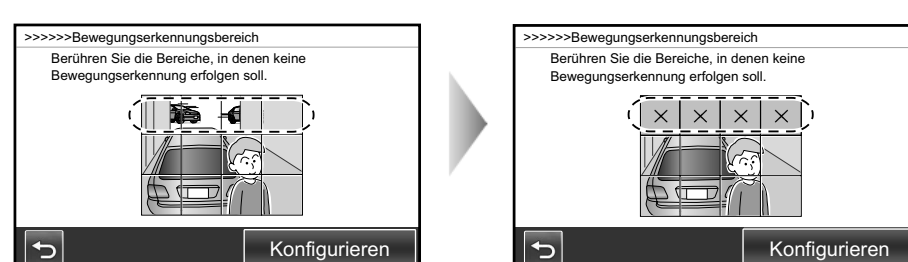 >>>>>>Bewegungserkennungsbereich
Berühren Sie die Bereiche, in denen keine
Bewegungserkennung erfolgen soll.
Konfigurieren
>>>>>>Bewegungserkennungsbereich
Berühren Sie die Bereiche, in denen keine
Bewegungserkennung erfolgen soll.
Konfigurieren